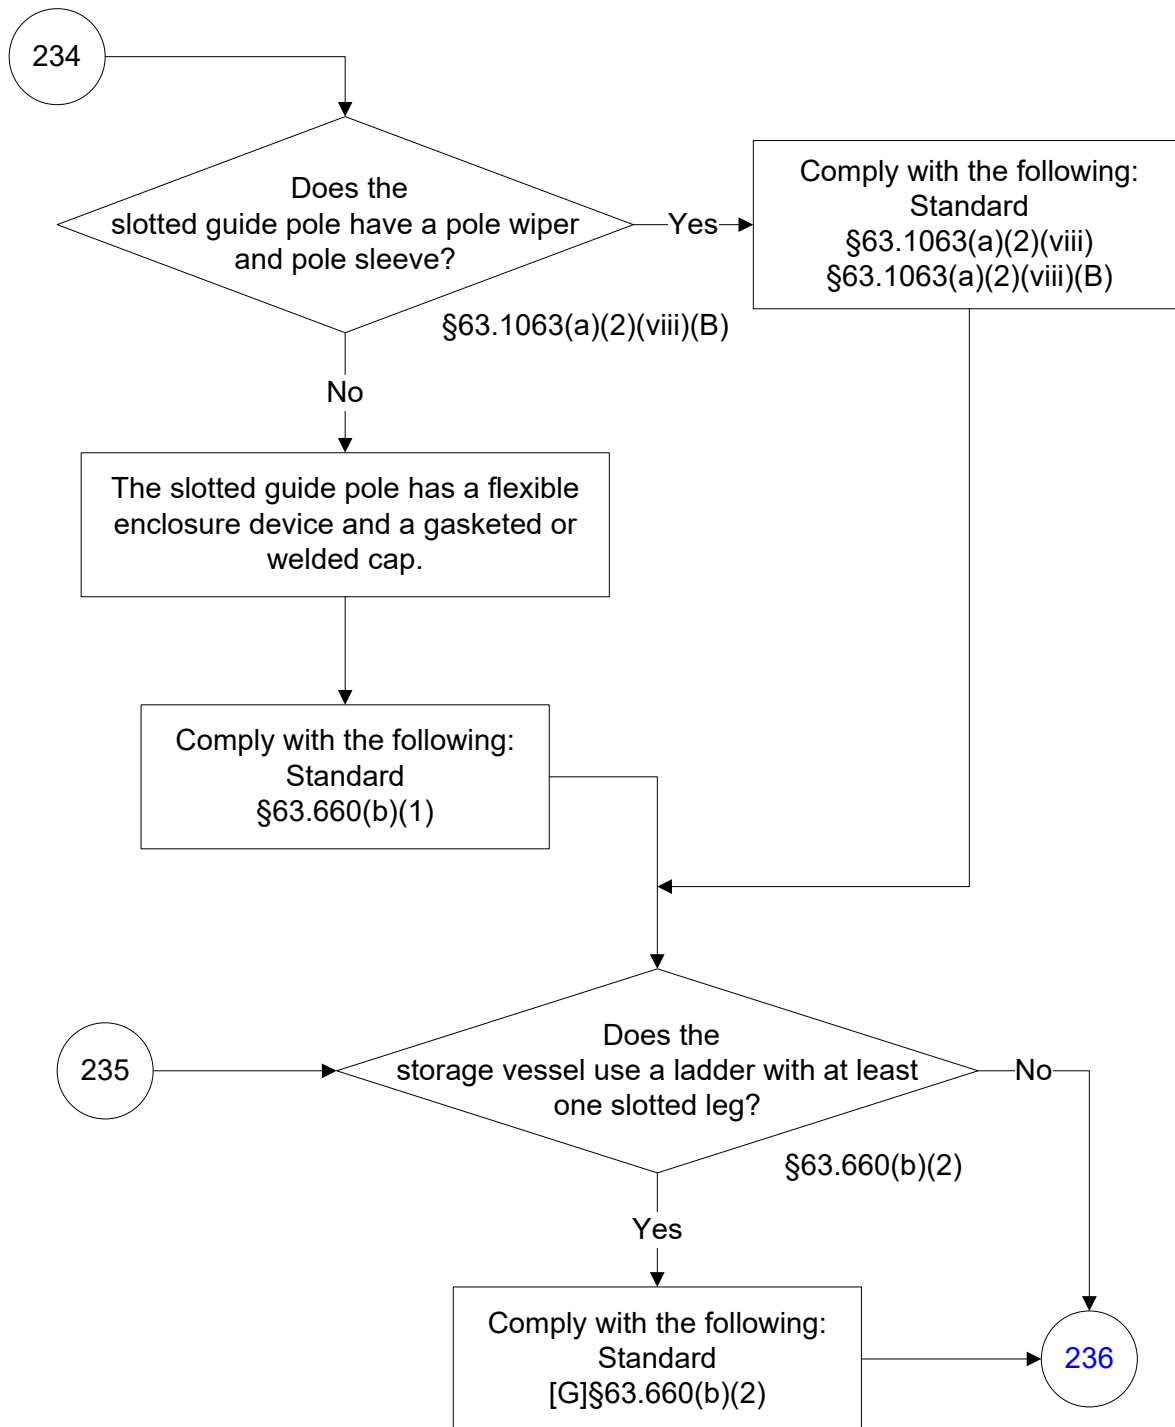 234
Does the
slotted guide pole have a pole wiper
and pole sleeve?
Yes
Comply with the following:
Standard
§63.1063(a)(2)(viii)
§63.1063(a)(2)(viii)(B)
§63.1063(a)(2)(viii)(B)
No
The slotted guide pole has a flexible
enclosure device and a gasketed or
welded cap.
Comply with the following:
Standard
§63.660(b)(1)
235
Does the
storage vessel use a ladder with at least
one slotted leg?
No
§63.660(b)(2)
Yes
Comply with the following:
Standard
[G]§63.660(b)(2)
236